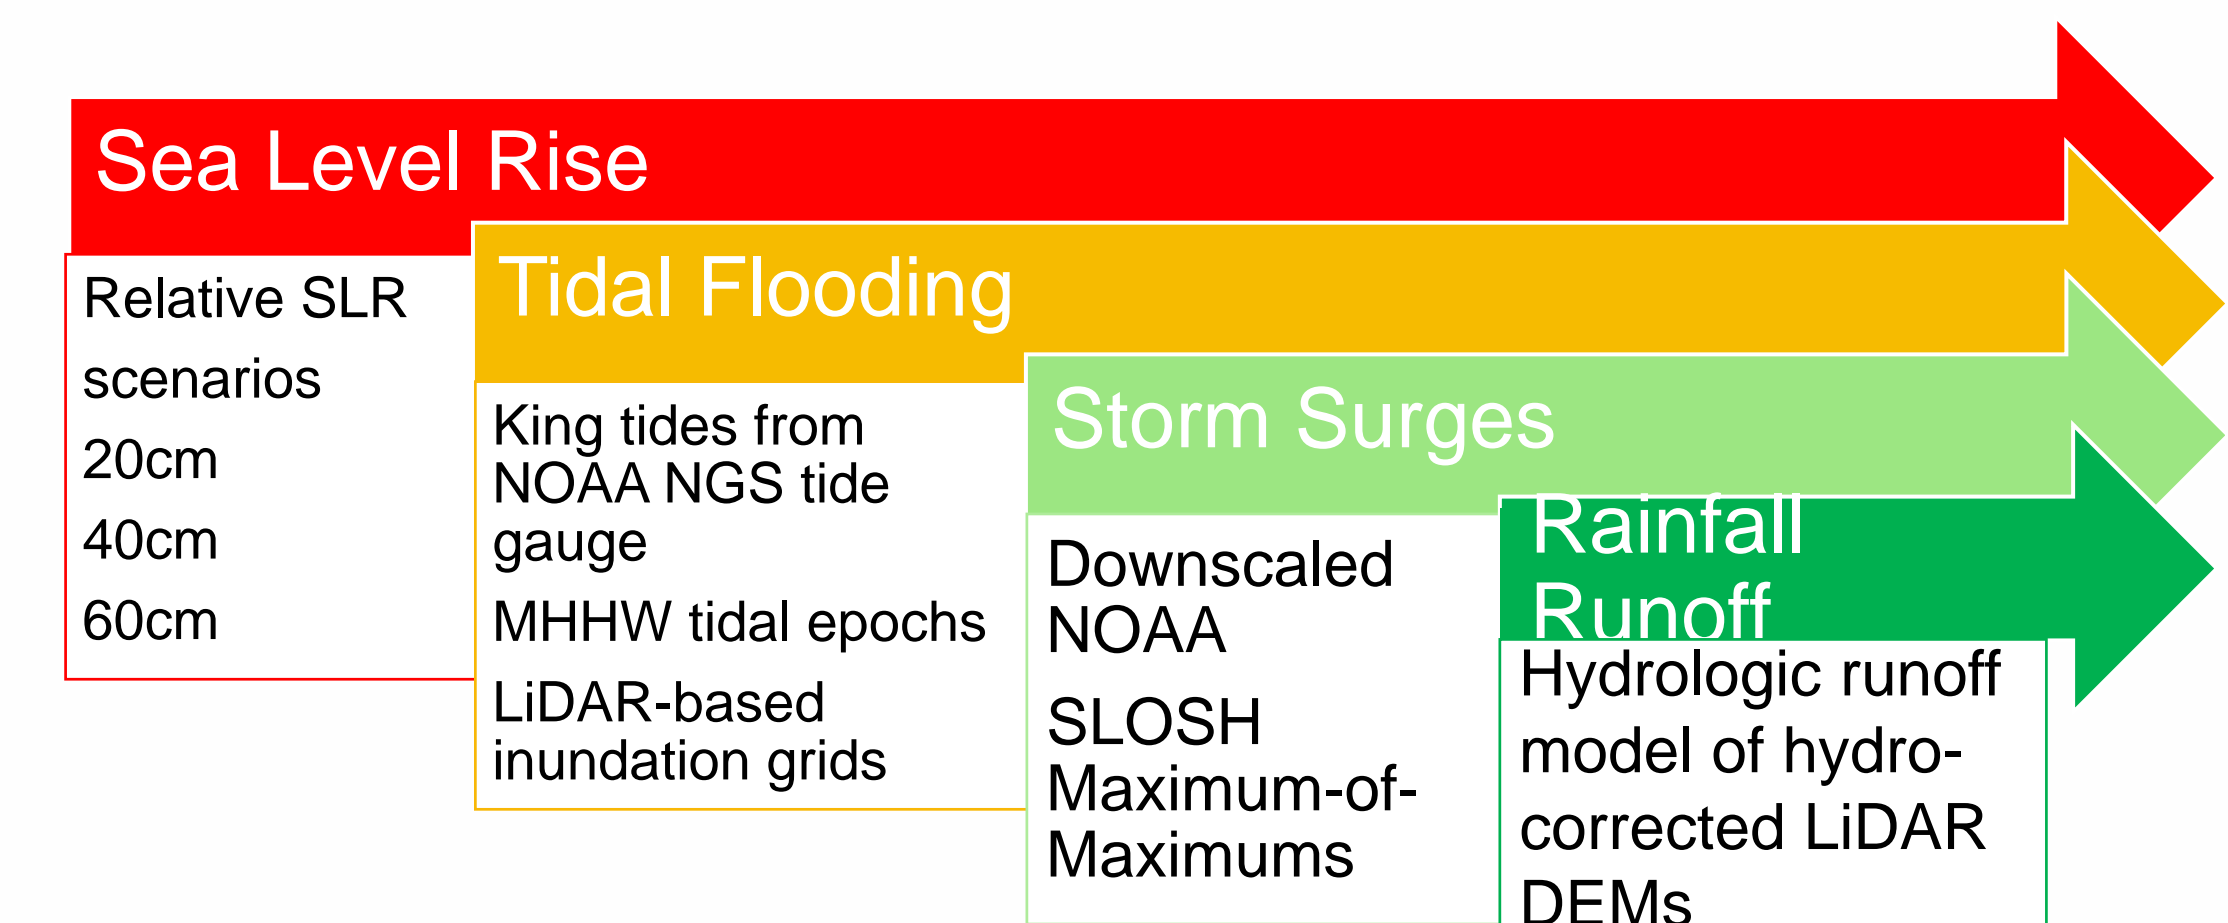 Sea Level Rise
Relative SLR
scenarios
20cm
40cm
60cm
Tidal Flooding
King tides from
NOAA NGS tide
gauge
MHHW tidal epochs
LiDAR-based
inundation grids
Storm Surges
Downscaled
NOAA
SLOSH
Maximum-of-
Maximums
Rainfall
Runoff
Hydrologic runoff
model of hydro-
corrected LiDAR
DEMs